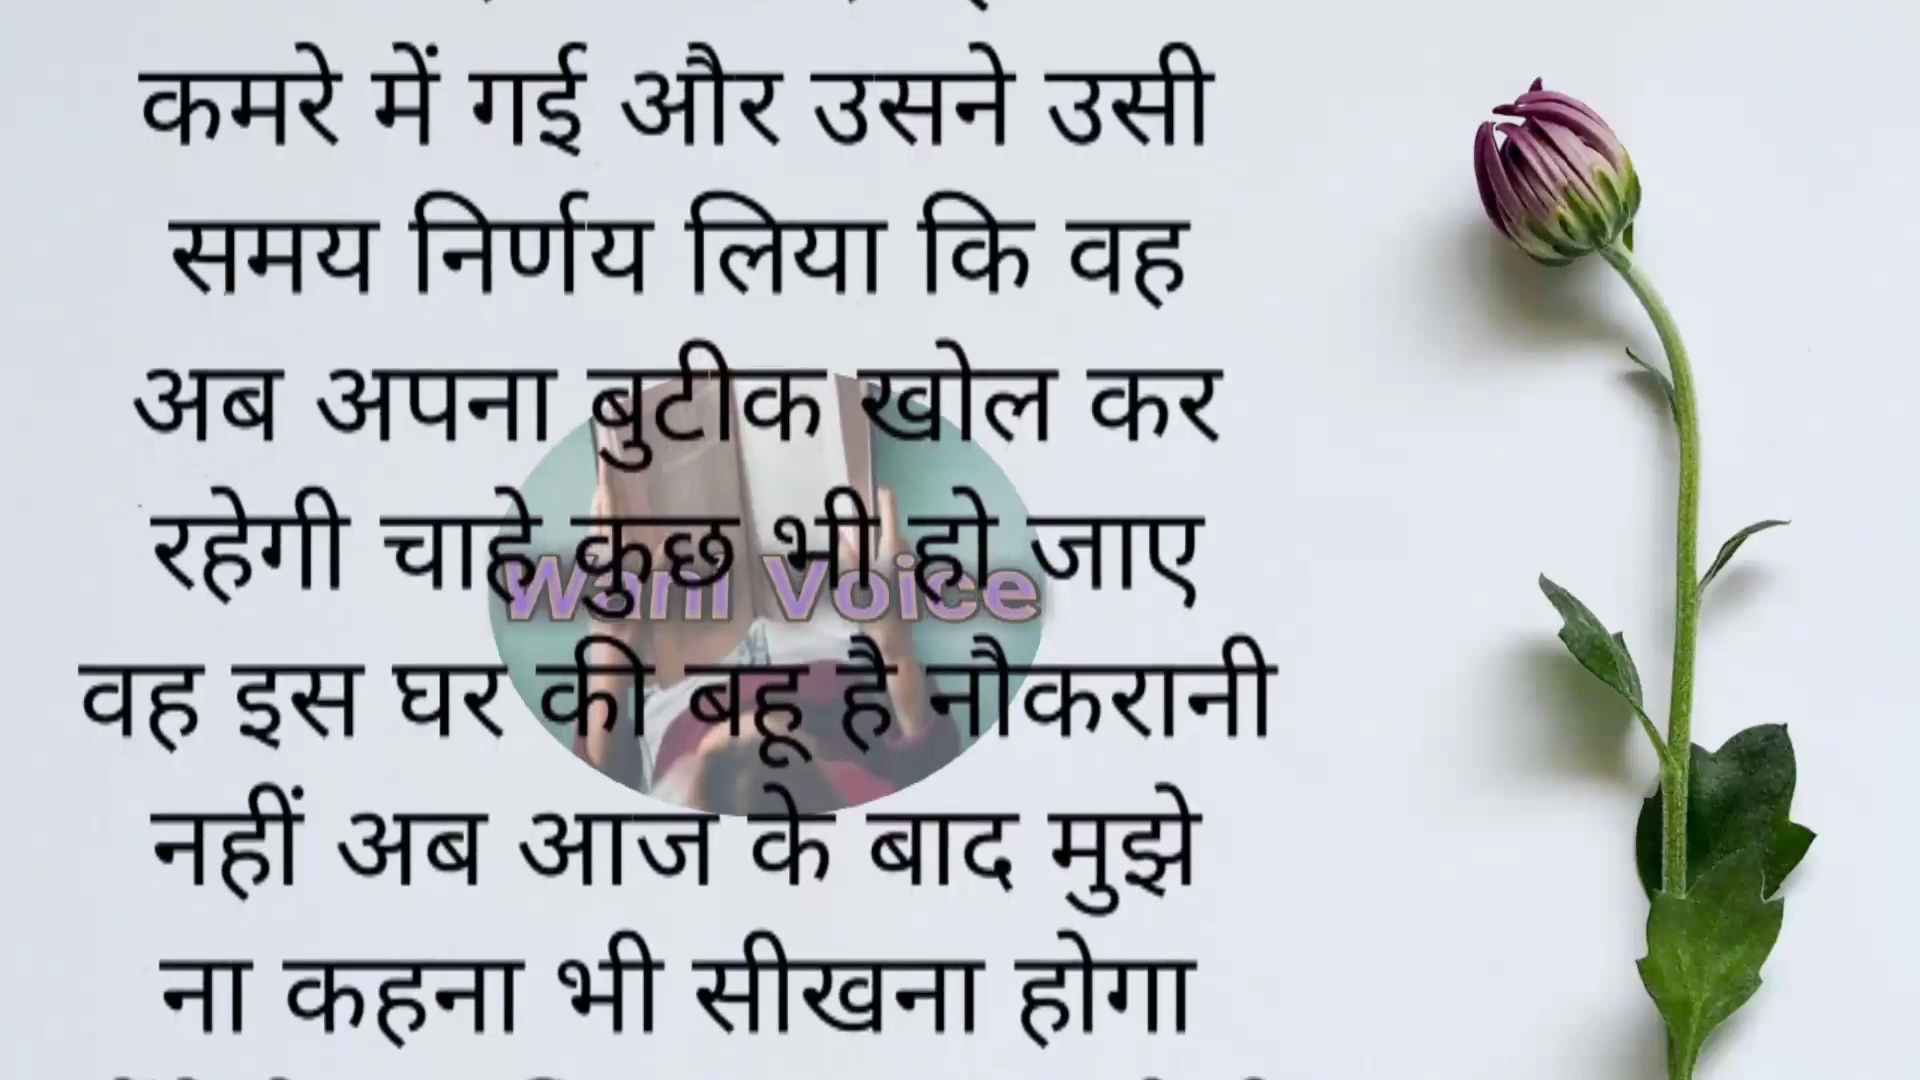 कमरे में गई और उसने उसी
समय निर्णय लिया कि वह
अब अपना बुटीक खोल कर
रहेगी चाहे कुछ भी हो जाए
Wani Voice
वह इस घर की बहू है नौकरानी
नहीं अब आज के बाद मुझे
ना कहना भी सीखना होगा